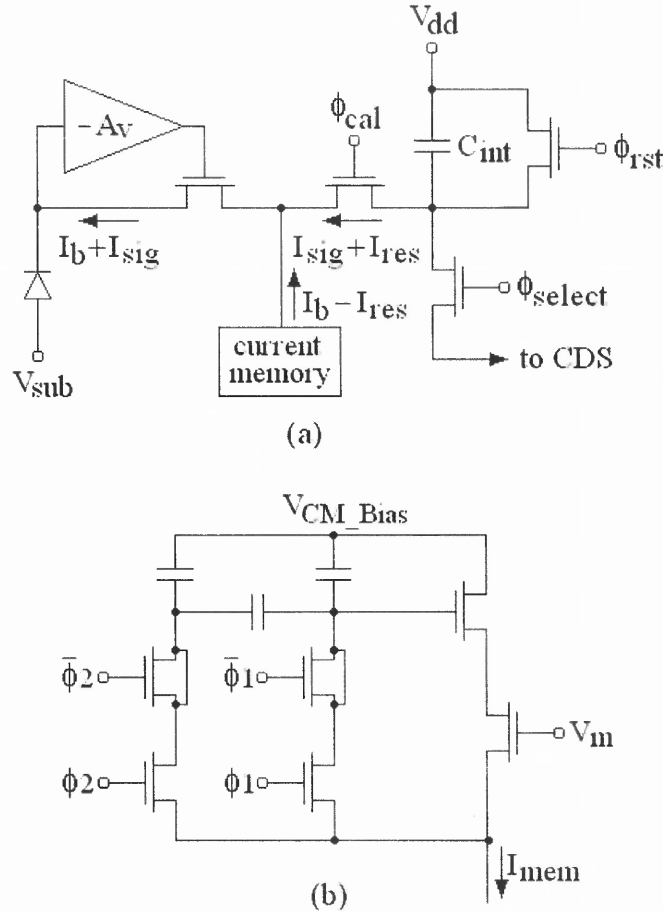 Vdd
−Av
ϕcal
Cint
ϕrst
Ib+Isig
Isig+Ires
Ib−Ires
ϕselect
current
memory
to CDS
Vsub
(a)
VCM_Bias
ϕ̅2
ϕ̅1
Vm
ϕ2
ϕ1
Imem
(b)